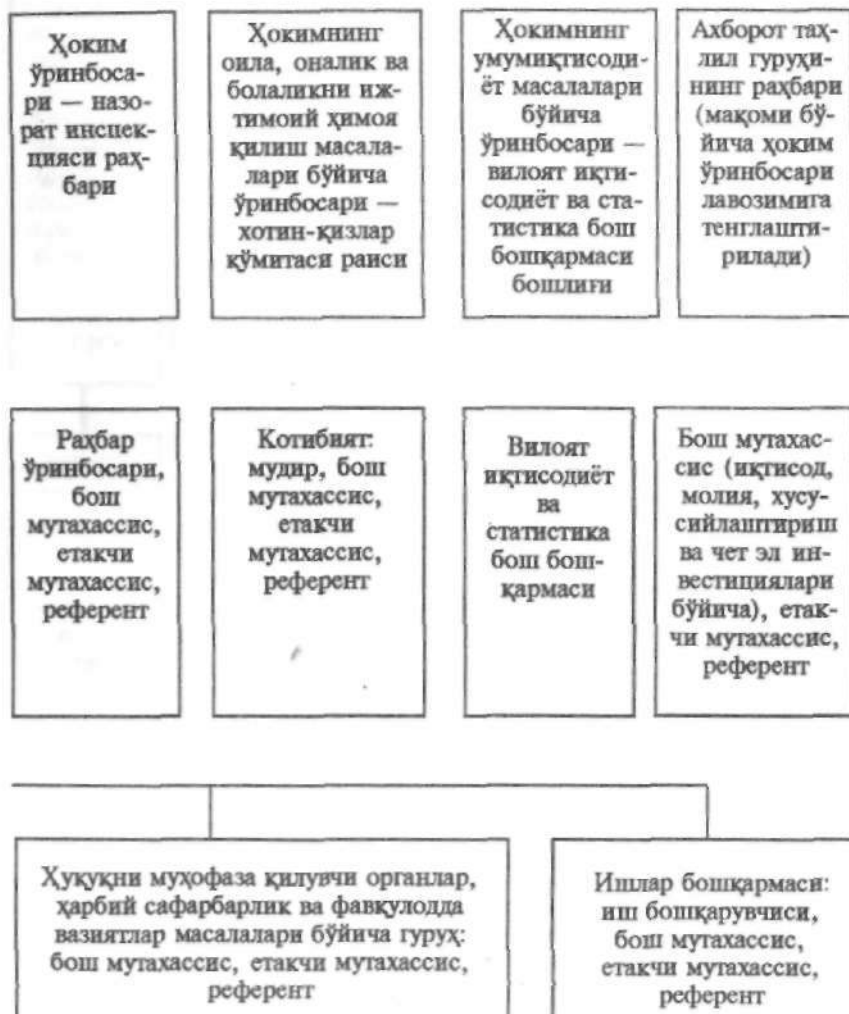 Ҳоким
ўринбоса-
ри — назо-
рат инспек-
цияси раҳ-
бари
Ҳокимнинг
оила, оналик ва
болаликни иж-
тимоий ҳимоя
қилиш масала-
лари бўйича
ўринбосари —
хотин-қизлар
қўмитаси раиси
Ҳокимнинг
умумиқтисоди-
ёт масалалари
бўйича
ўринбосари —
вилоят иқти-
содиёт ва ста-
тистика бош
бошқармаси
бошлиғи
Ахборот таҳ-
лил гуруҳи-
нинг раҳбари
(мақоми бў-
йича ҳоким
ўринбосари
лавозимига
тенглашти-
рилади)
Раҳбар
ўринбосари,
бош
мутахассис,
етакчи
мутахассис,
референт
Котибият:
мудир, бош
мутахассис,
етакчи
мутахассис,
референт
Вилоят
иқтисодиёт
ва
статистика
бош бош-
қармаси
Бош мутахас-
сис (иқтисод,
молия, хусу-
сийлаштириш
ва чет эл ин-
вестициялари
бўйича), етак-
чи мутахассис,
референт
Ҳуқуқни муҳофаза қилувчи органлар,
ҳарбий сафарбарлик ва фавқулодда
вазиятлар масалалари бўйича гуруҳ:
бош мутахассис, етакчи мутахассис,
референт
Ишлар бошқармаси:
иш бошқарувчиси,
бош мутахассис,
етакчи мутахассис,
референт